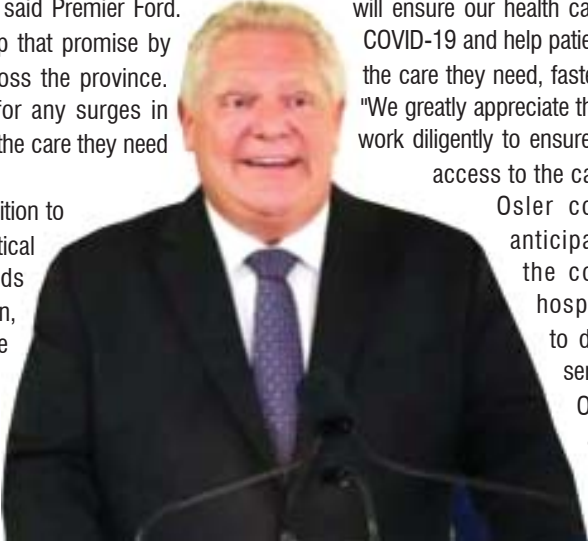 said Premier Ford.
that promise by
oss the province.
for any surges in
the care they need
ition to
tical
ds
n,
e
will ensure our health ca
COVID-19 and help patie
the care they need, faste
"We greatly appreciate th
work diligently to ensure
access to the ca
Osler co
anticipa
the co
hosp
to d
ser
O